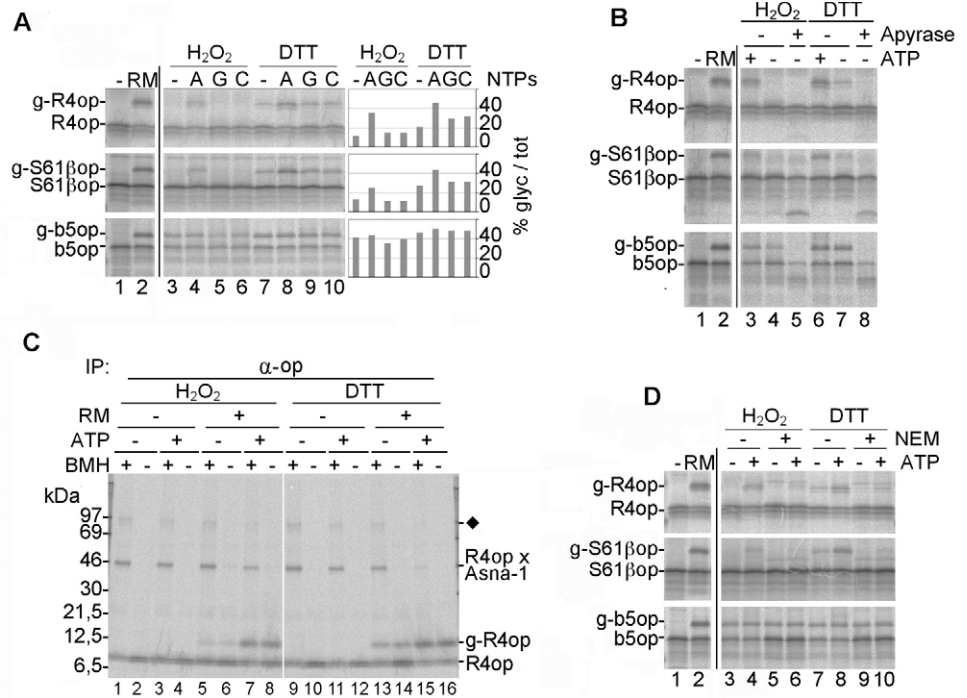 A
H2O2 DTT H2O2 DTT
- RM - A G C - A G C - AGC - AGC NTPs
g-R4op
R4op
40
20
0
g-S61βop
S61βop
40
20
0
g-b5op
b5op
40
20
0
% glyc / tot
1 2 3 4 5 6 7 8 9 10
B
H2O2 DTT
- + - + Apyrase
- RM + - - + - - ATP
g-R4op
R4op
g-S61βop
S61βop
g-b5op
b5op
1 2 3 4 5 6 7 8
C
IP: α-op
H2O2 DTT
RM - + - +
ATP - + - + - + - +
BMH + - + - + - + - + - + - + - + -
kDa
97
69
46
30
21,5
12,5
6,5
◆
R4op x
Asna-1
g-R4op
R4op
1 2 3 4 5 6 7 8 9 10 11 12 13 14 15 16
D
H2O2 DTT
- + - + NEM
- RM - + - + - + - + ATP
g-R4op
R4op
g-S61βop
S61βop
g-b5op
b5op
1 2 3 4 5 6 7 8 9 10